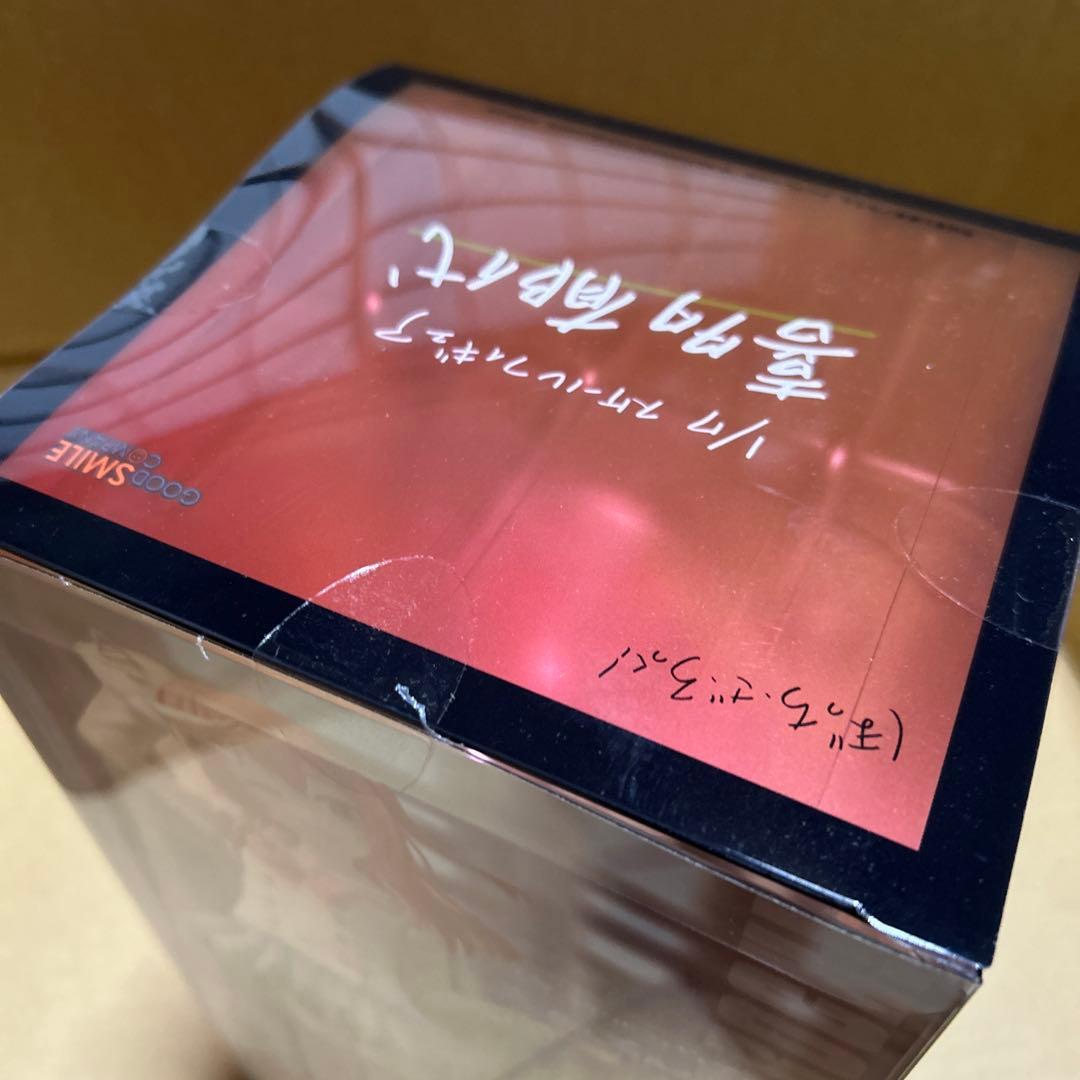 ぼっち・ざ・ろっく!
1/7 スケールフィギュア
喜多郁代
GOOD SMILE
COMPANY